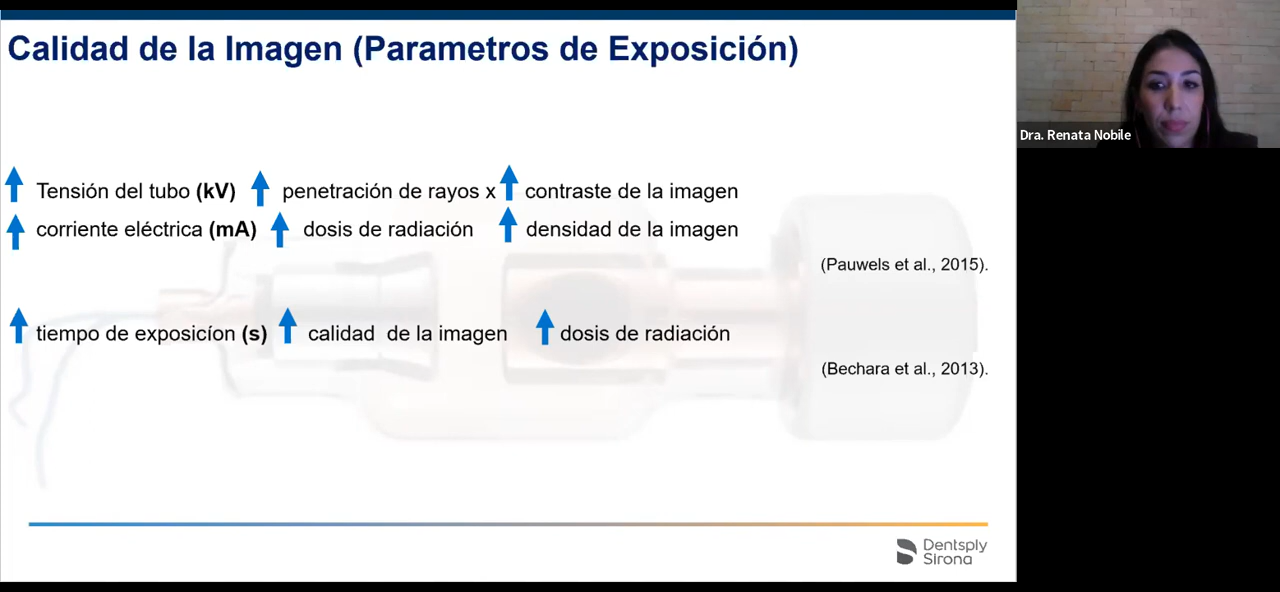 Calidad de la Imagen (Parametros de Exposición)
Dra. Renata Nobile
Tensión del tubo (kV) penetración de rayos x contraste de la imagen
corriente eléctrica (mA) dosis de radiación densidad de la imagen
(Pauwels et al., 2015).
tiempo de exposicíon (s) calidad de la imagen dosis de radiación
(Bechara et al., 2013).
Dentsply
Sirona